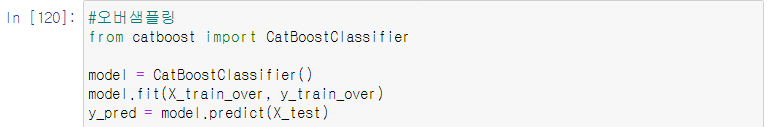 In [120]: #오버샘플링
from catboost import CatBoostClassifier
model = CatBoostClassifier()
model.fit(X_train_over, y_train_over)
y_pred = model.predict(X_test)